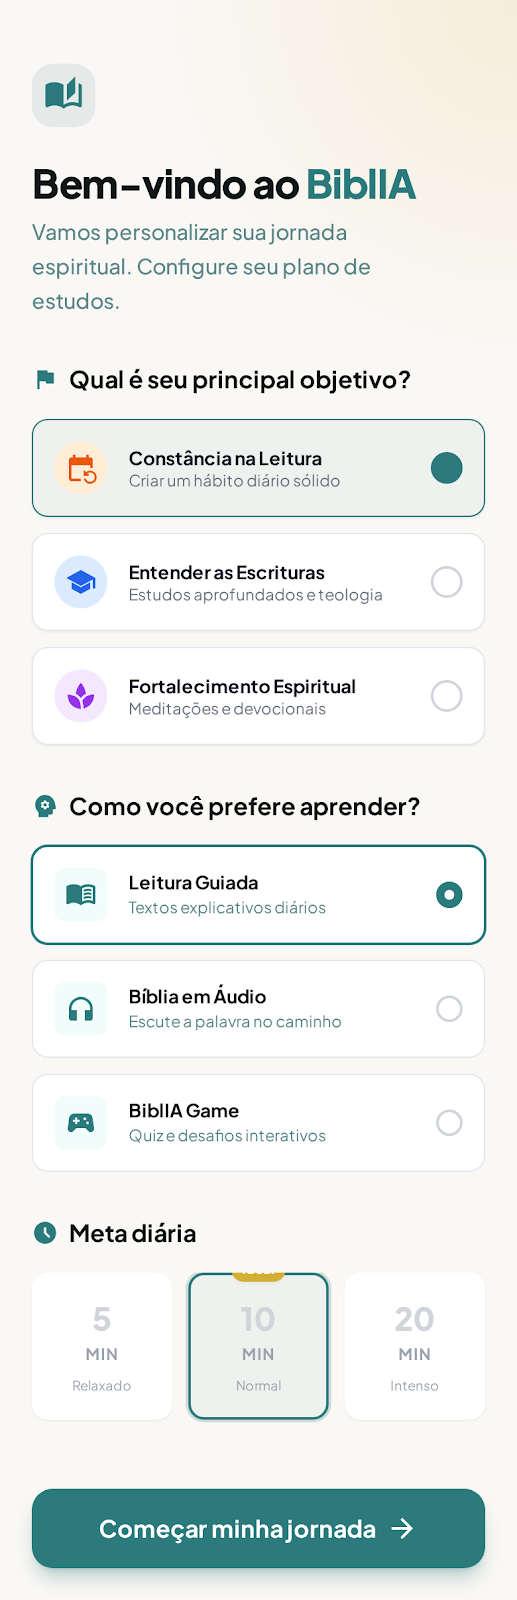 Bem-vindo ao BiblIA
Vamos personalizar sua jornada
espiritual. Configure seu plano de
estudos.
Qual é seu principal objetivo?
Constância na Leitura
Criar um hábito diário sólido
Entender as Escrituras
Estudos aprofundados e teologia
Fortalecimento Espiritual
Meditações e devocionais
Como você prefere aprender?
Leitura Guiada
Textos explicativos diários
Bíblia em Áudio
Escute a palavra no caminho
BiblIA Game
Quiz e desafios interativos
Meta diária
5
MIN
Relaxado
10
MIN
Normal
20
MIN
Intenso
Começar minha jornada